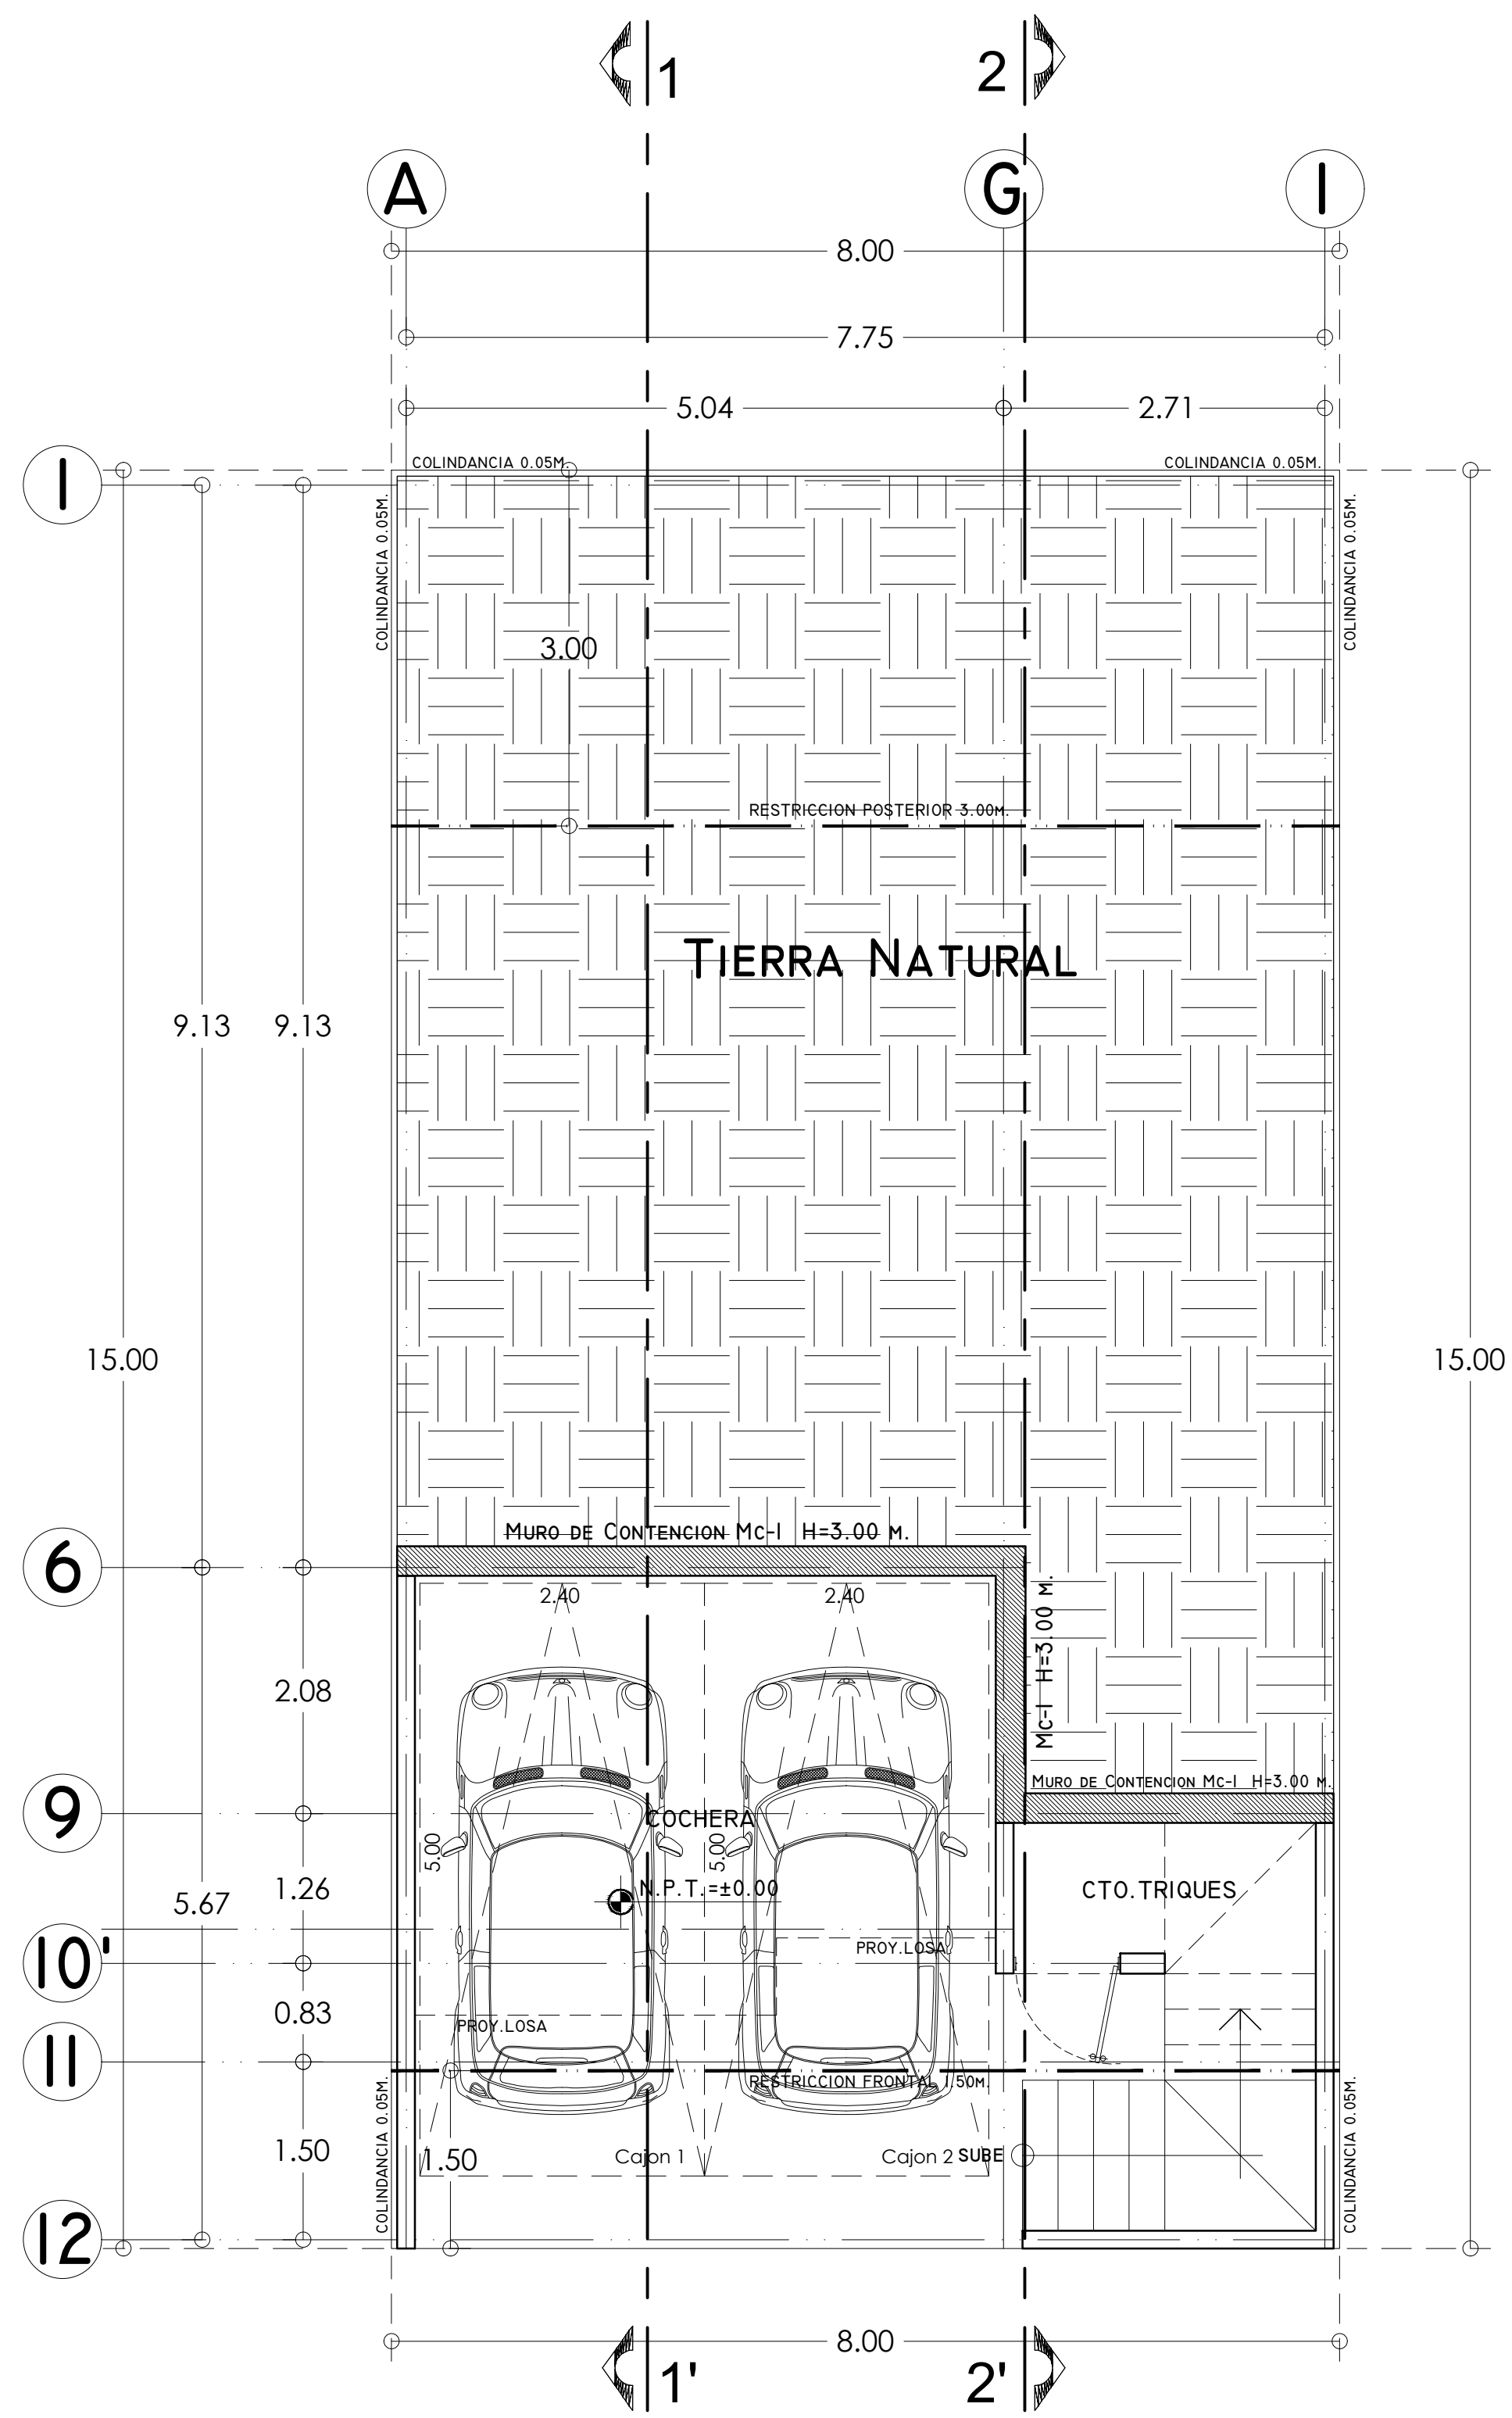 1 2
A G I
8.00
7.75
5.04 2.71
COLINDANCIA 0.05M. COLINDANCIA 0.05M.
I
COLINDANCIA 0.05M.
COLINDANCIA 0.05M.
3.00
RESTRICCION POSTERIOR 3.00M.
TIERRA NATURAL
9.13 9.13
15.00
15.00
MURO DE CONTENCION MC-I H=3.00 M.
6
2.40 2.40
MC-I H=3.00 M.
2.08
MURO DE CONTENCION MC-I H=3.00 M.
9
COCHERA
5.00
5.00
N.P.T.=±0.00
CTO.TRIQUES
1.26
5.67
PROY.LOSA
10'
0.83
PROY.LOSA
11
RESTRICCION FRONTAL 1.50M.
COLINDANCIA 0.05M.
COLINDANCIA 0.05M.
1.50
1.50
Cajon 1
Cajon 2
SUBE
12
8.00
1' 2'